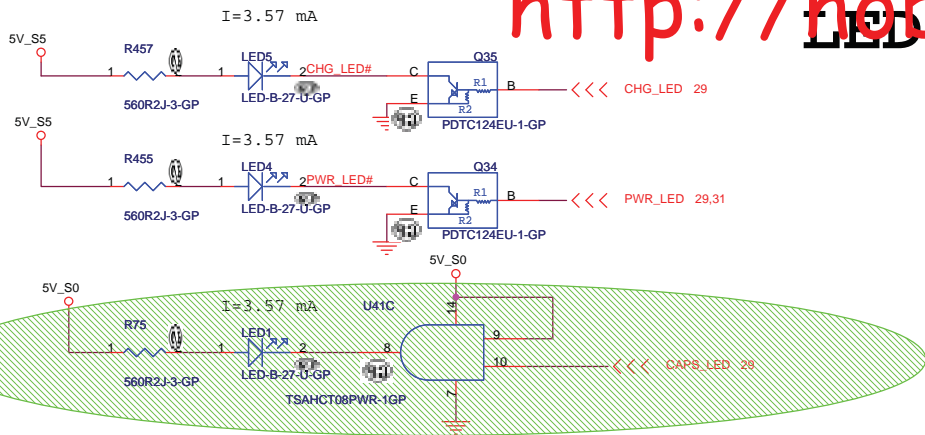 http://hob
LED
I=3.57 mA
5V_S5
R457
1
560R2J-3-GP
LED5
1 2
CHG_LED#
LED-B-27-U-GP
Q35
C R1 B
E R2
PDTC124EU-1-GP
CHG_LED 29
5V_S5
I=3.57 mA
R455
1
560R2J-3-GP
LED4
1 2
PWR_LED#
LED-B-27-U-GP
Q34
C R1 B
E R2
PDTC124EU-1-GP
PWR_LED 29,31
5V_S0
5V_S0
I=3.57 mA
U41C
R75
1
560R2J-3-GP
LED1
1 2
LED-B-27-U-GP
14
8
9
10
7
TSAHCT08PWR-1GP
CAPS_LED 29